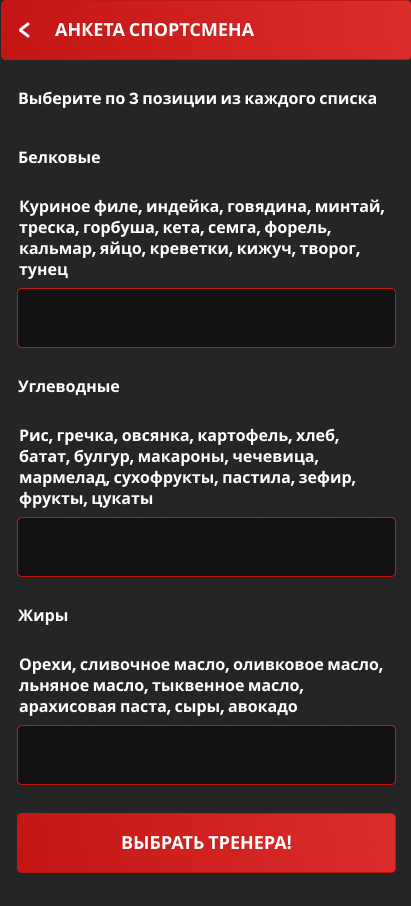 АНКЕТА СПОРТСМЕНА
Выберите по 3 позиции из каждого списка
Белковые
Куриное филе, индейка, говядина, минтай,
треска, горбуша, кета, семга, форель,
кальмар, яйцо, креветки, кижуч, творог,
тунец
Углеводные
Рис, гречка, овсянка, картофель, хлеб,
батат, булгур, макароны, чечевица,
мармелад, сухофрукты, пастила, зефир,
фрукты, цукаты
Жиры
Орехи, сливочное масло, оливковое масло,
льняное масло, тыквенное масло,
арахисовая паста, сыры, авокадо
ВЫБРАТЬ ТРЕНЕРА!